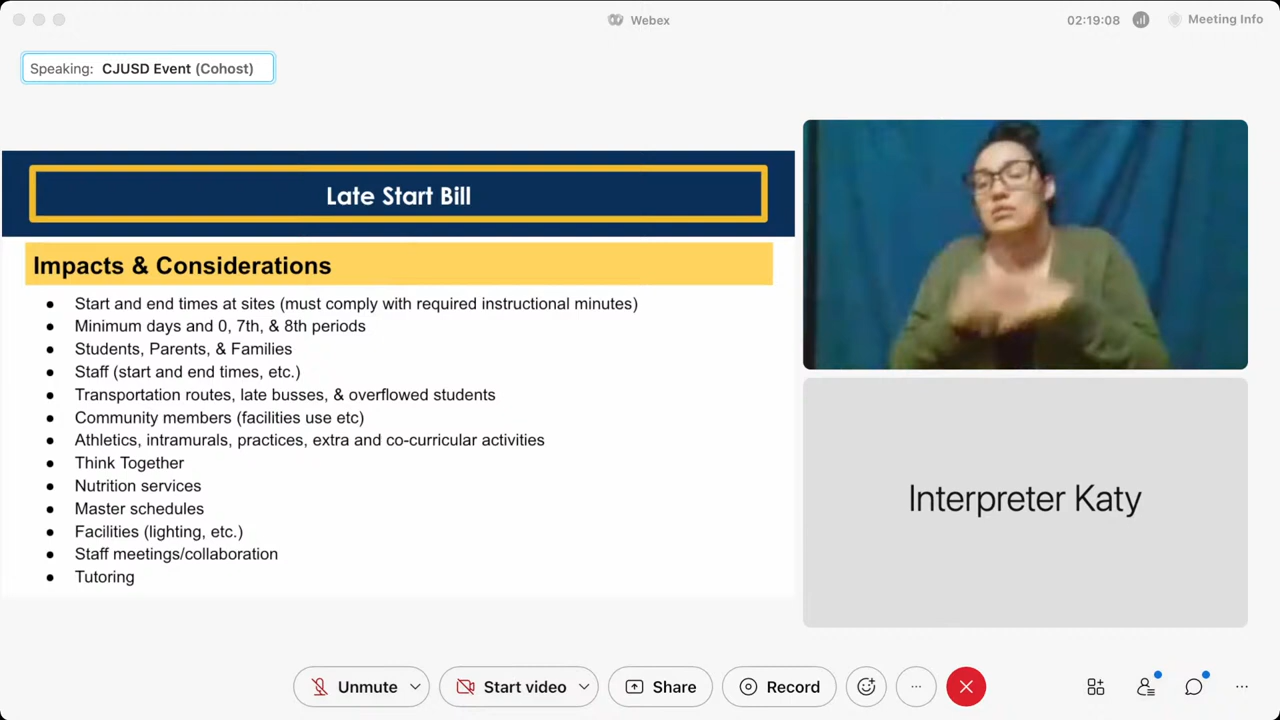 Webex
02:19:08
Meeting Info
Speaking: CJUSD Event (Cohost)
Late Start Bill
Impacts & Considerations
● Start and end times at sites (must comply with required instructional minutes)
● Minimum days and 0, 7th, & 8th periods
● Students, Parents, & Families
● Staff (start and end times, etc.)
● Transportation routes, late busses, & overflowed students
● Community members (facilities use etc)
● Athletics, intramurals, practices, extra and co-curricular activities
● Think Together
● Nutrition services
● Master schedules
● Facilities (lighting, etc.)
● Staff meetings/collaboration
● Tutoring
Interpreter Katy
Unmute
Start video
Share
Record